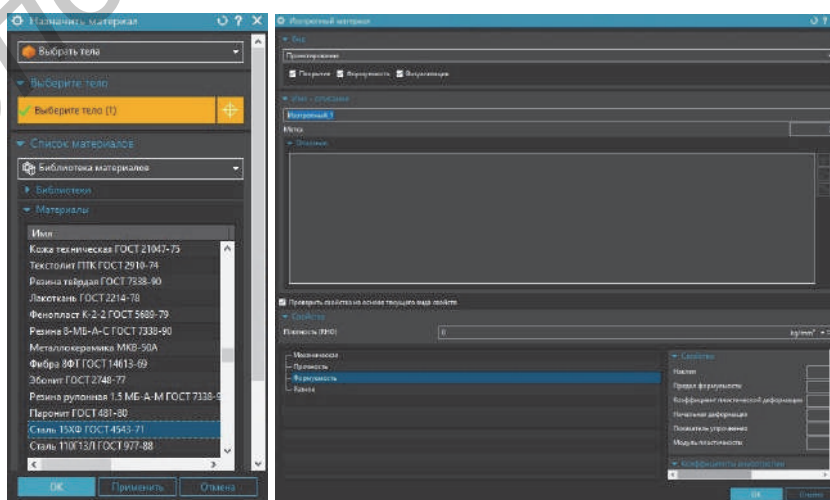 Назначить материал
Выбрать тела
Выберите тело
Выберите тело (1)
Список материалов
Библиотека материалов
Библиотеки
Материалы
Имя
Кожа техническая ГОСТ 21047-75
Текстолит ПТК ГОСТ 2910-74
Резина твёрдая ГОСТ 7338-90
Лакоткань ГОСТ 2214-78
Фенопласт К-2-2 ГОСТ 5689-79
Резина 8-МБ-А-С ГОСТ 7338-90
Металлокерамика МКВ-50А
Фибра ФТ ГОСТ 14613-69
Эбонит ГОСТ 2748-77
Резина рулонная 1.5 МБ-А-М ГОСТ 7338-9
Паронит ГОСТ 481-80
Сталь 15ХФ ГОСТ 4543-71
Сталь 110Г13Л ГОСТ 977-88
ОК Применить Отмена
Изотропный материал
Вид
Проектирование
Покрытие Формуемость Визуализация
Имя - описание
Изотропный_1
Метка
Описание
Проверить свойства на основе текущего вида свойств
Свойства
Плотность (RHO) 0 kg/mm³
Механическое
Прочность
Формуемость
Разное
Свойства
Наклеп
Предел формуемости
Коэффициент пластической деформации
Начальная деформация
Показатель упрочнения
Модуль пластичности
Коэффициенты анизотропии
ОК